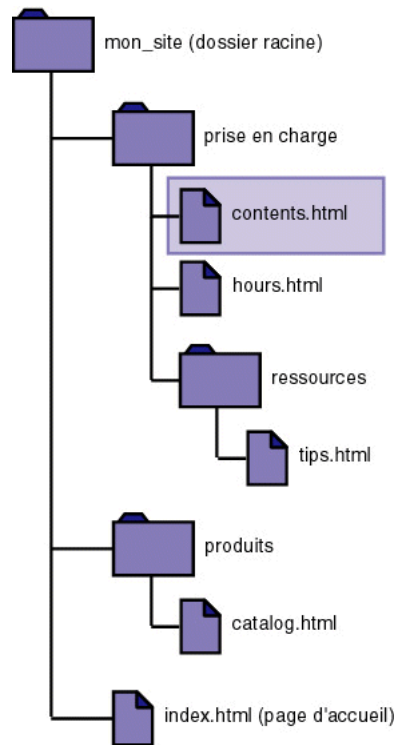 mon_site (dossier racine)
prise en charge
contents.html
hours.html
ressources
tips.html
produits
catalog.html
index.html (page d'accueil)